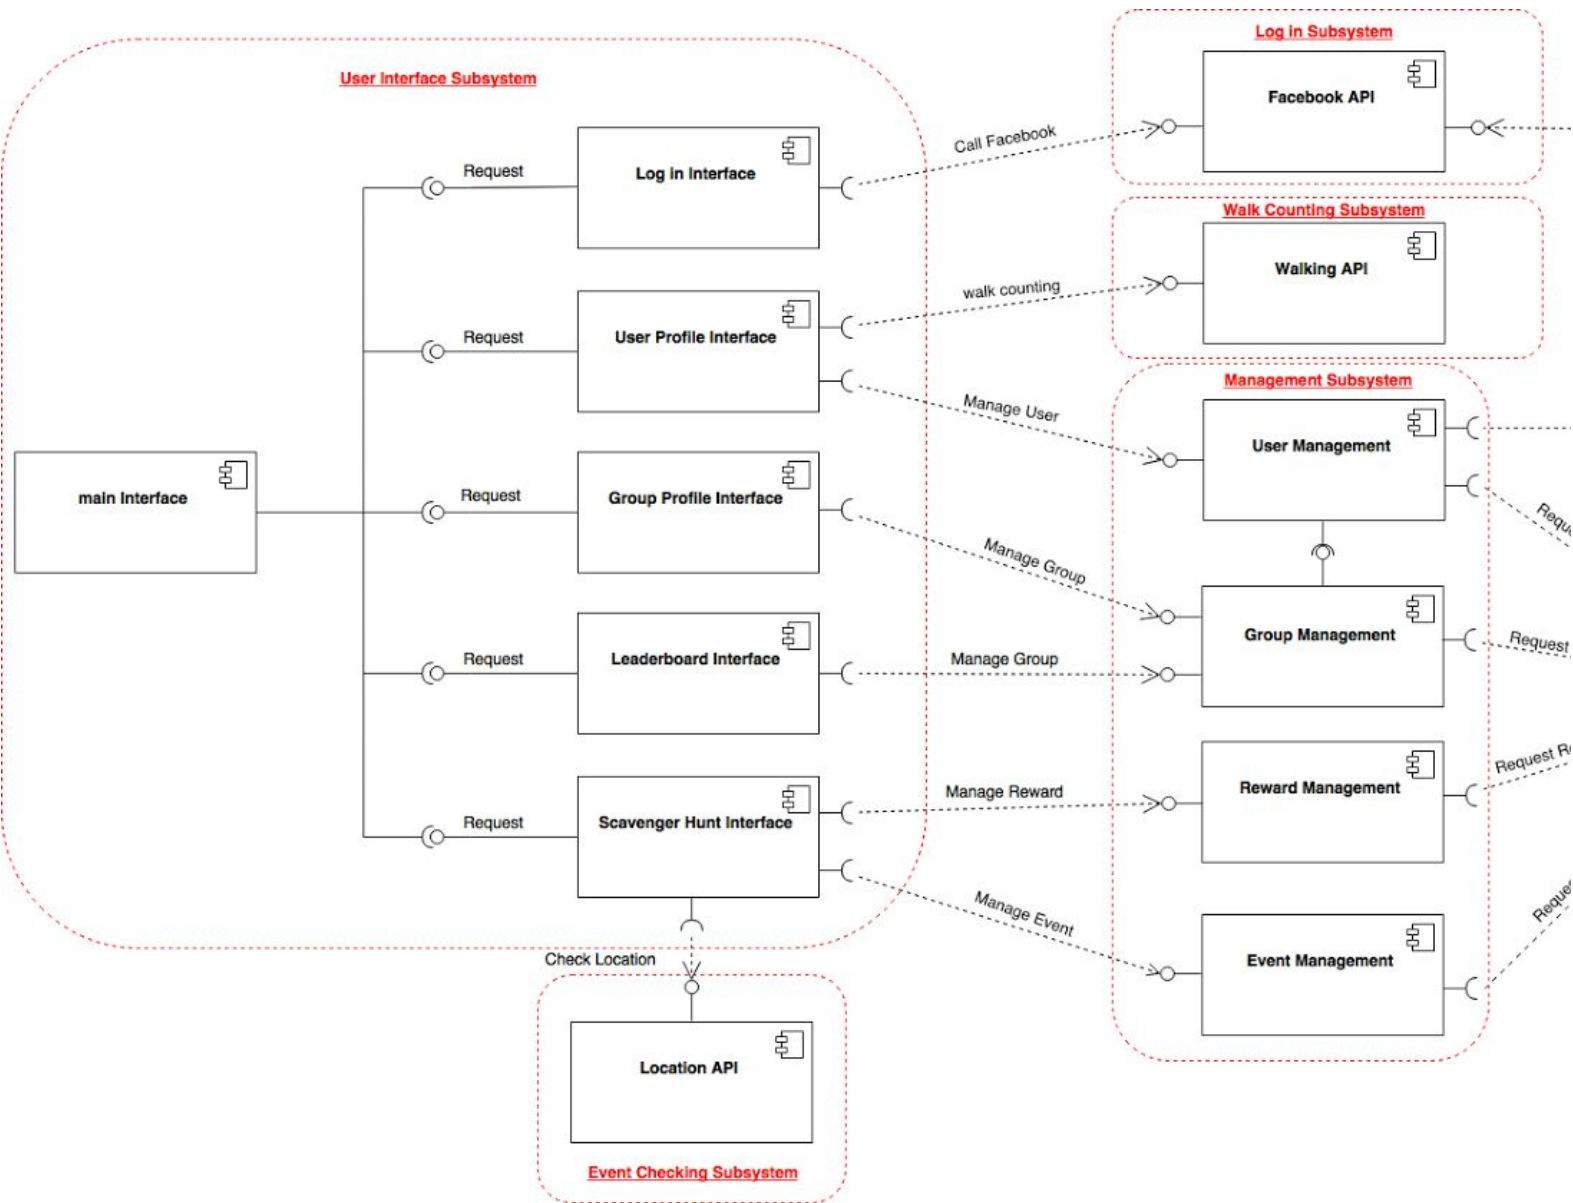 User Interface Subsystem
Log in Subsystem
Facebook API
Call Facebook
Request
Log in Interface
Walk Counting Subsystem
Walking API
walk counting
Request
User Profile Interface
Management Subsystem
Manage User
User Management
main Interface
Request
Group Profile Interface
Manage Group
Group Management
Request
Request
Leaderboard Interface
Manage Group
Request
Reward Management
Manage Reward
Request
Scavenger Hunt Interface
Manage Event
Event Management
Check Location
Location API
Event Checking Subsystem